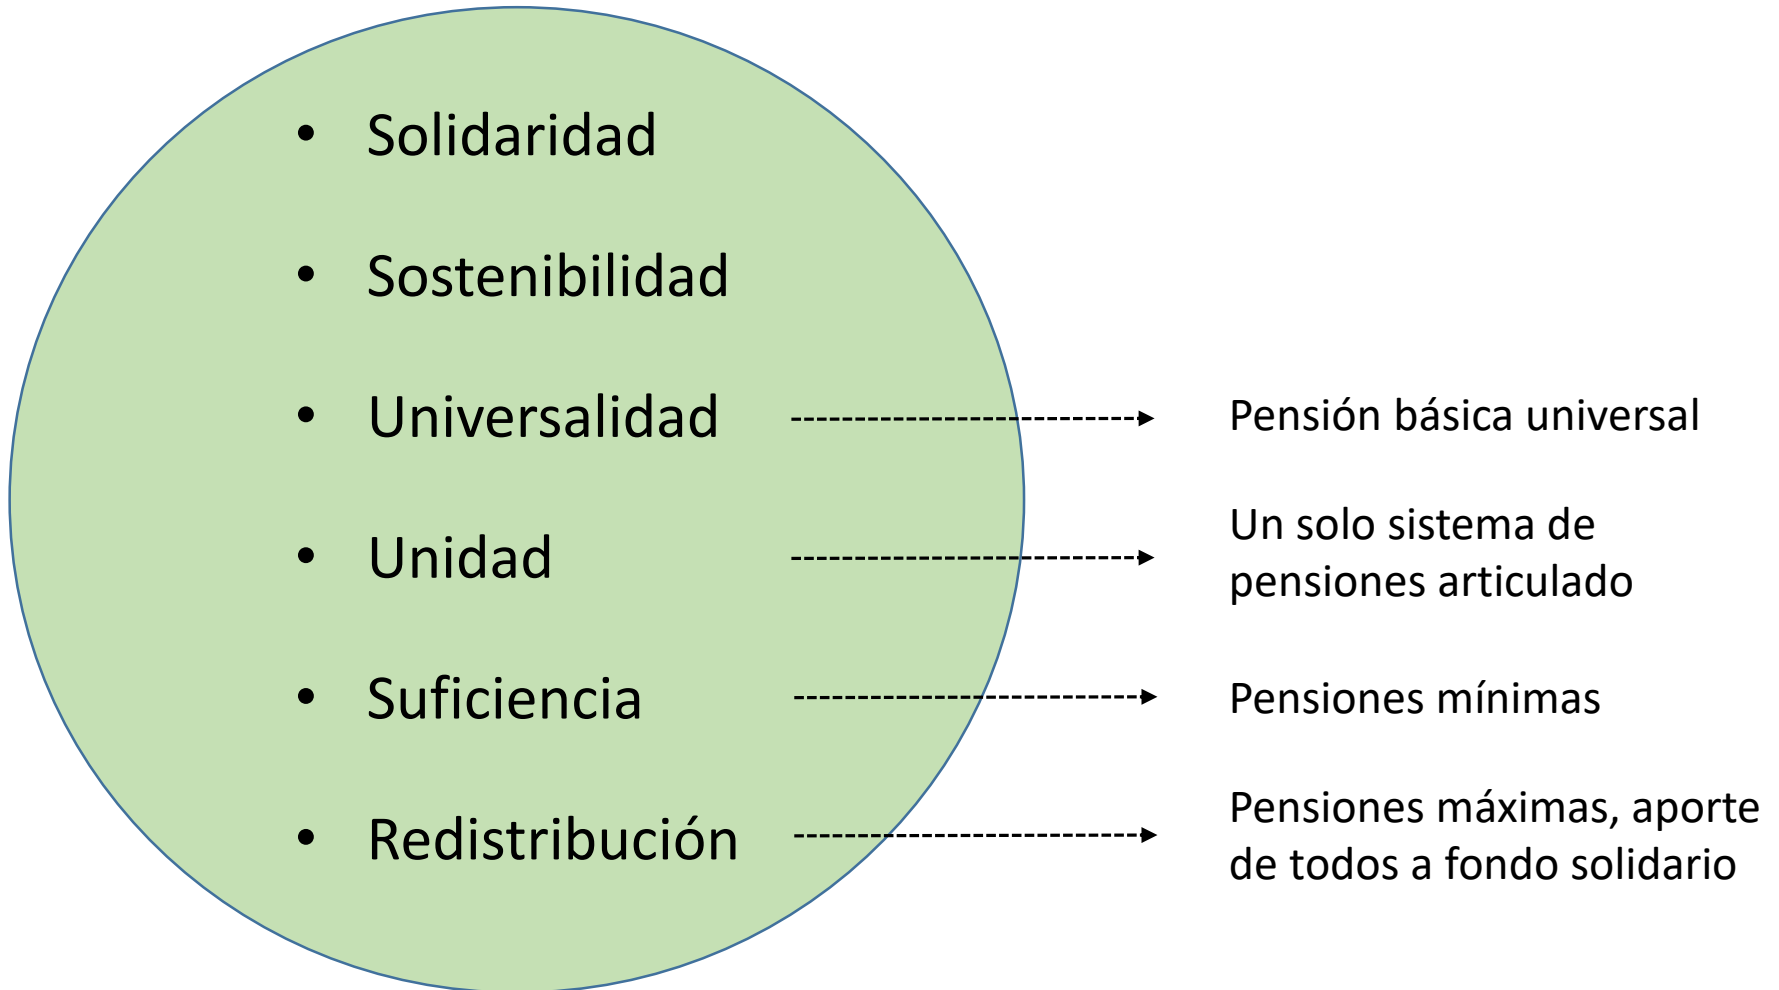 • Solidaridad
• Sostenibilidad
• Universalidad
Pensión básica universal
• Unidad
Un solo sistema de
pensiones articulado
• Suficiencia
Pensiones mínimas
• Redistribución
Pensiones máximas, aporte
de todos a fondo solidario